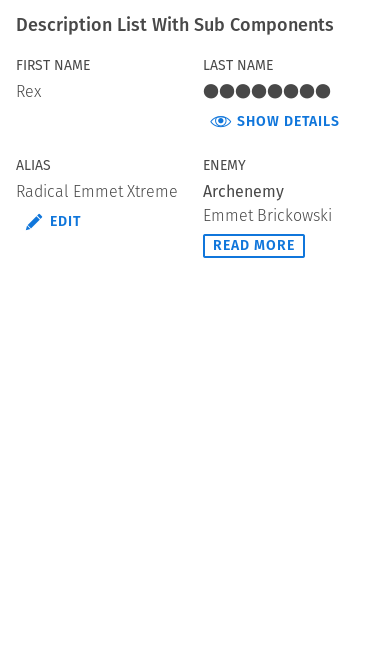 Description List With Sub Components
FIRST NAME
Rex
LAST NAME
●●●●●●●●
SHOW DETAILS
ALIAS
Radical Emmet Xtreme
EDIT
ENEMY
Archenemy
Emmet Brickowski
READ MORE